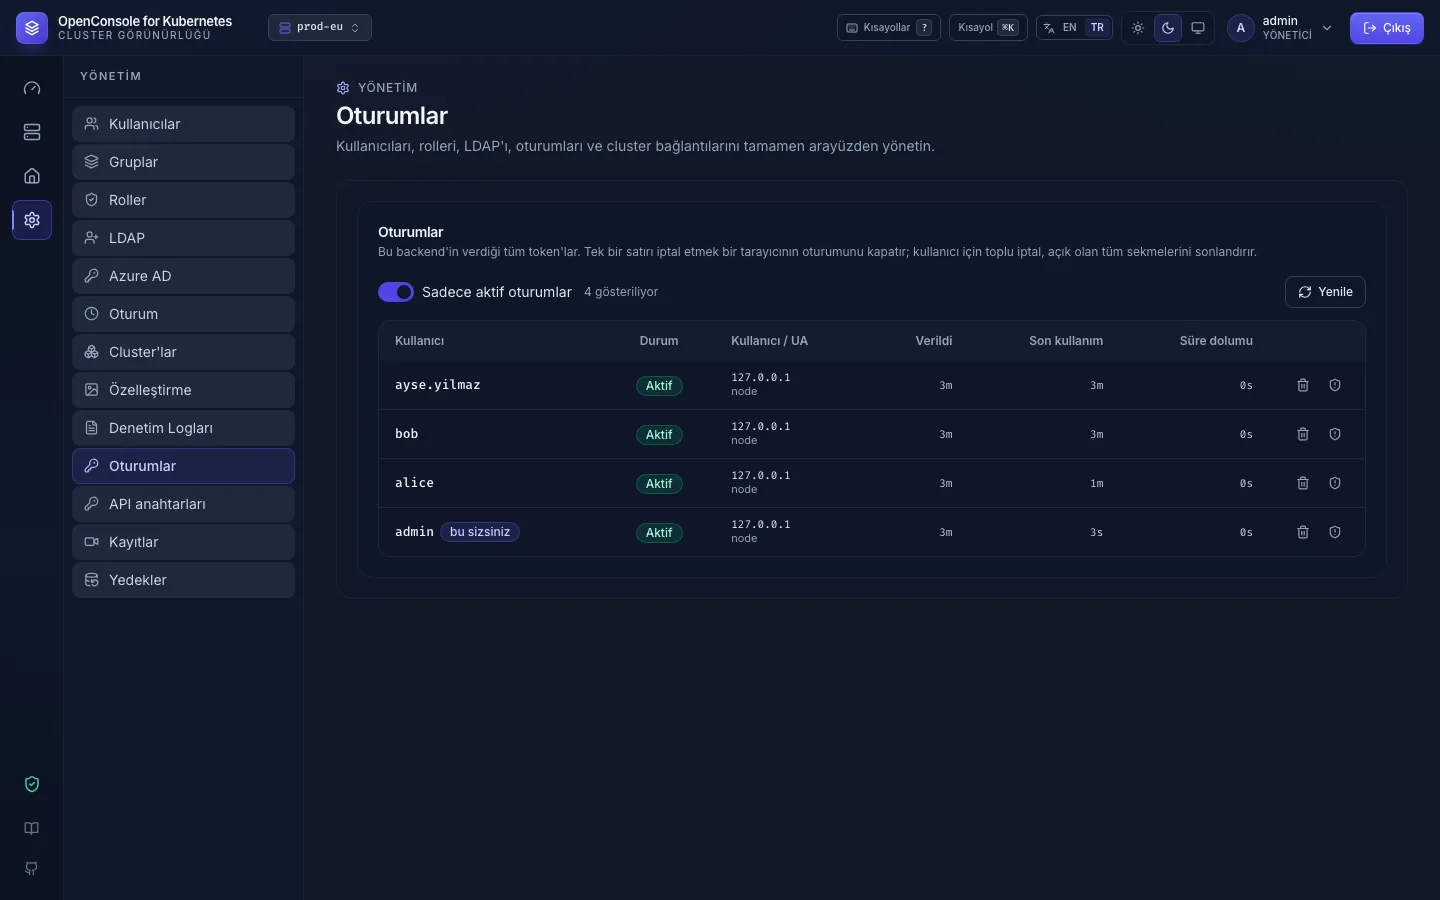 OpenConsole for Kubernetes
CLUSTER GÖRÜNÜRLÜĞÜ
prod-eu
Kısayollar ?
Kısayol ⌘K
EN TR
A
admin
YÖNETİCİ
Çıkış
YÖNETİM
Kullanıcılar
Gruplar
Roller
LDAP
Azure AD
Oturum
Cluster'lar
Özelleştirme
Denetim Logları
Oturumlar
API anahtarları
Kayıtlar
Yedekler
YÖNETİM
Oturumlar
Kullanıcıları, rolleri, LDAP'ı, oturumları ve cluster bağlantılarını tamamen arayüzden yönetin.
Oturumlar
Bu backend'in verdiği tüm token'lar. Tek bir satırı iptal etmek bir tarayıcının oturumunu kapatır; kullanıcı için toplu iptal, açık olan tüm sekmelerini sonlandırır.
Sadece aktif oturumlar 4 gösteriliyor
Yenile
Kullanıcı Durum Kullanıcı / UA Verildi Son kullanım Süre dolumu
ayse.yilmaz Aktif 127.0.0.1 3m 3m 0s
node
bob Aktif 127.0.0.1 3m 3m 0s
node
alice Aktif 127.0.0.1 3m 1m 0s
node
admin bu sizsiniz Aktif 127.0.0.1 3m 3s 0s
node